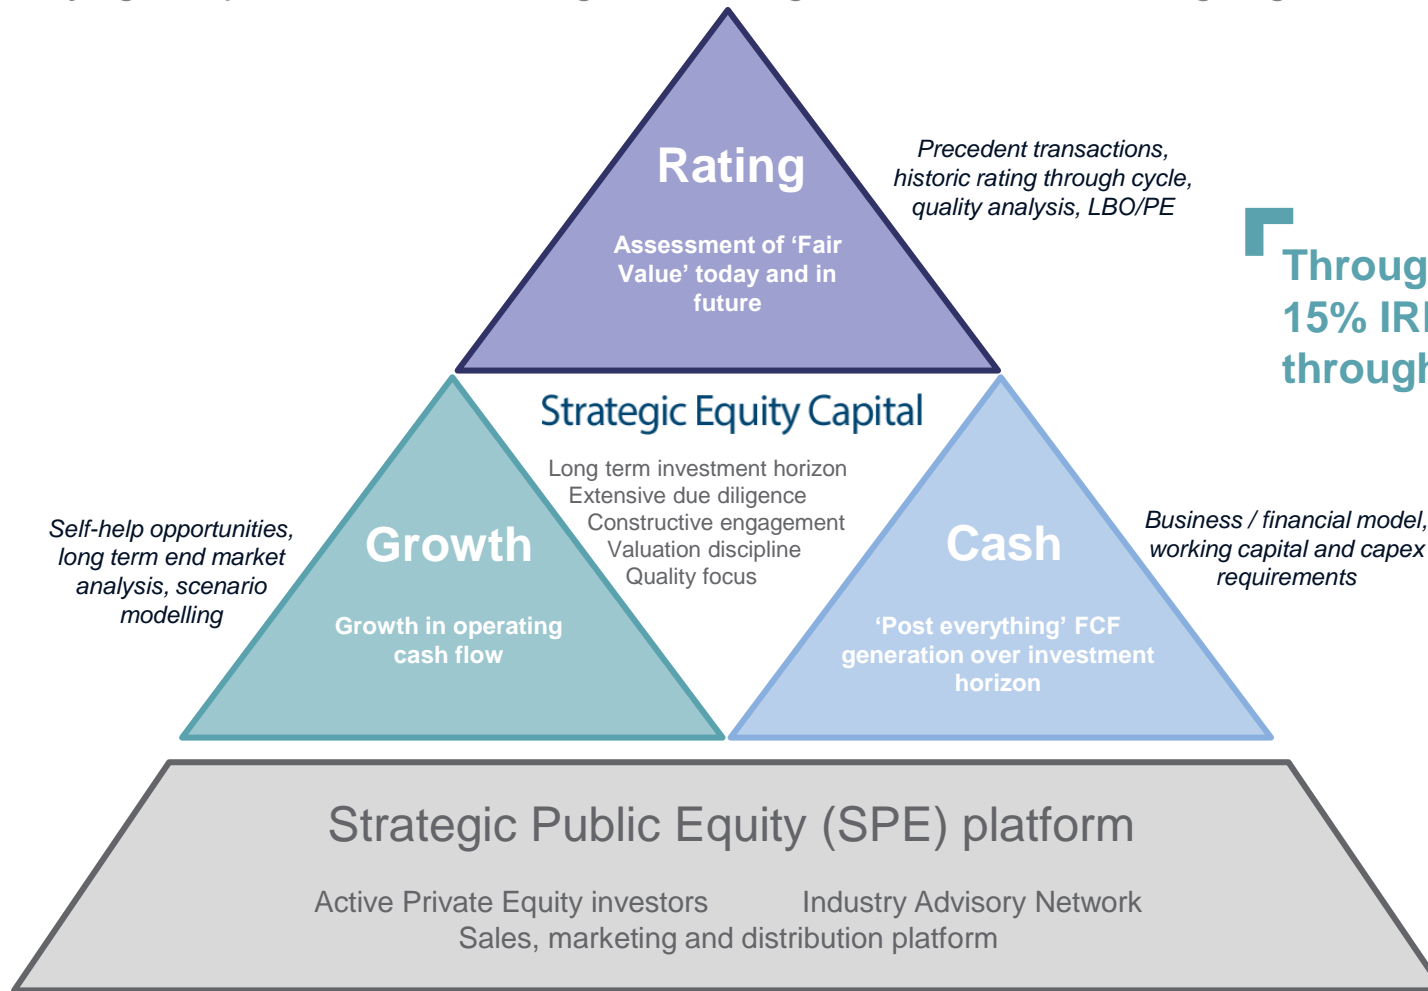 Rating
Assessment of ‘Fair
Value’ today and in
future
Precedent transactions,
historic rating through cycle,
quality analysis, LBO/PE
15%
Strategic Equity Capital
Long term investment horizon
Extensive due diligence
Constructive engagement
Valuation discipline
Quality focus
Self-help opportunities,
long term end market
analysis, scenario
modelling
Growth
Growth in operating
cash flow
Cash
‘Post everything’ FCF
generation over investment
horizon
Business / financial model,
working capital and capex
requirements
Strategic Public Equity (SPE) platform
Active Private Equity investors Industry Advisory Network
Sales, marketing and distribution platform